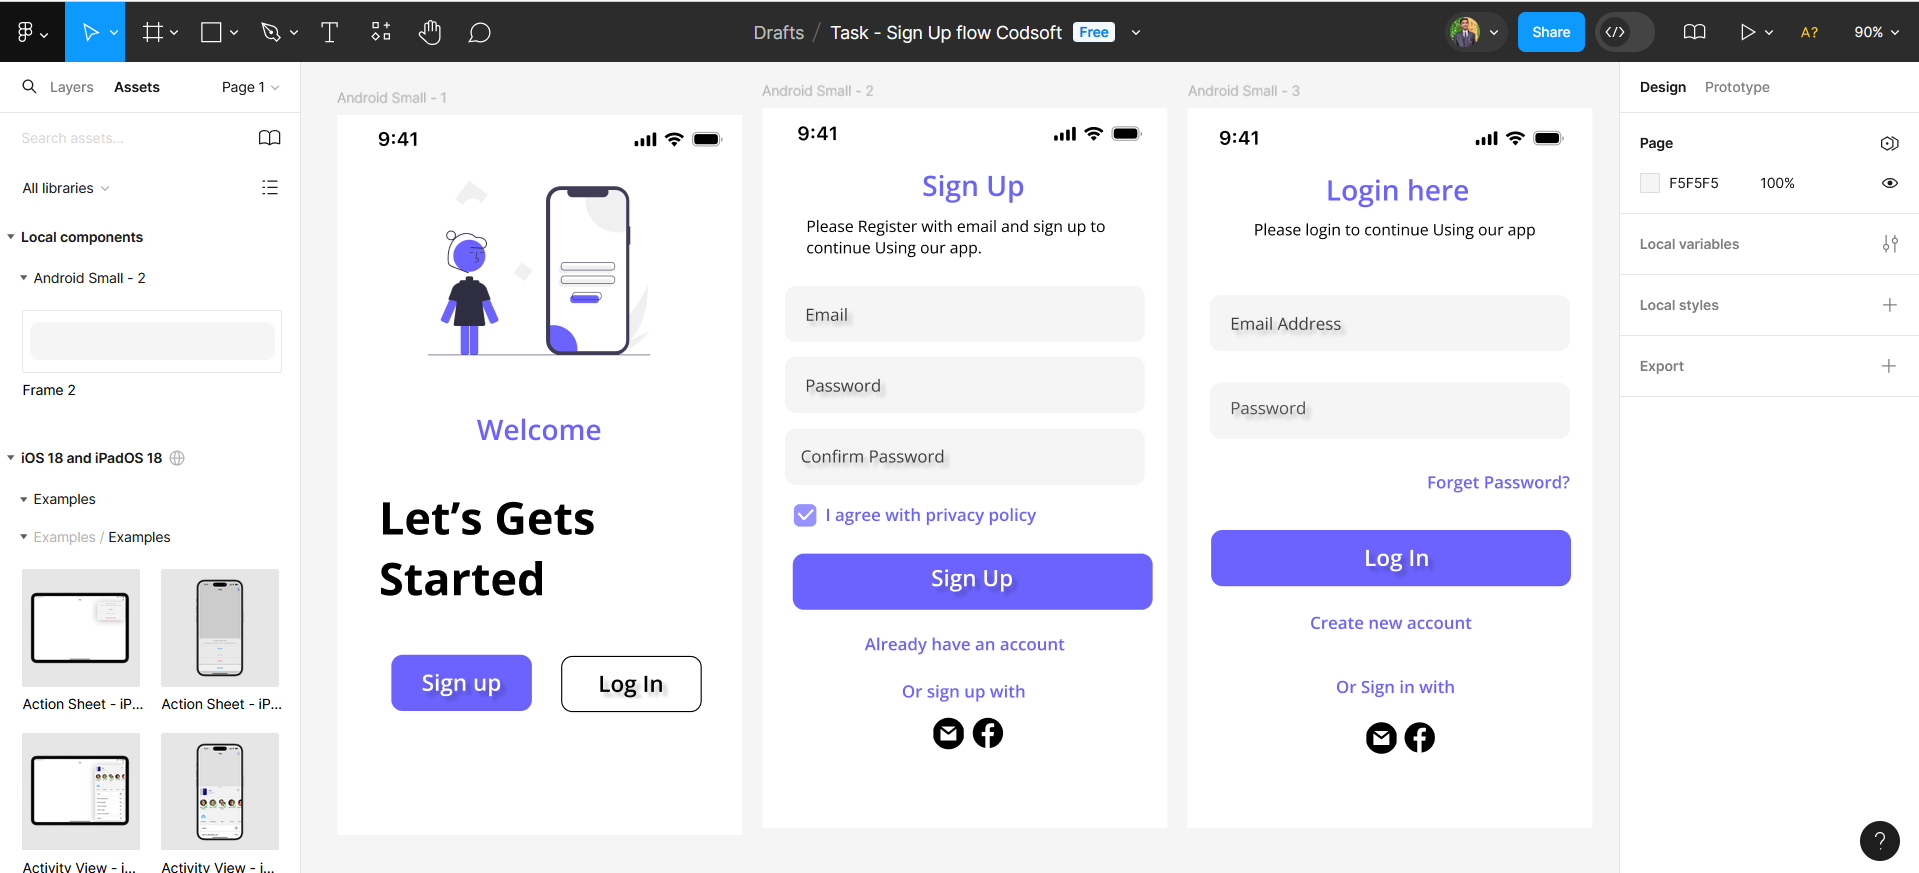 Drafts / Task - Sign Up flow Codsoft Free
Share
A?
90%
Layers
Assets
Page 1
Search assets...
All libraries
Local components
Android Small - 2
Frame 2
iOS 18 and iPadOS 18
Examples
Examples / Examples
Action Sheet - iP...
Action Sheet - iP...
Activity View - i...
Activity View - i...
Android Small - 1
9:41
Welcome
Let’s Gets
Started
Sign up
Log In
Android Small - 2
9:41
Sign Up
Please Register with email and sign up to
continue Using our app.
Email
Password
Confirm Password
I agree with privacy policy
Sign Up
Already have an account
Or sign up with
Android Small - 3
9:41
Login here
Please login to continue Using our app
Email Address
Password
Forget Password?
Log In
Create new account
Or Sign in with
Design
Prototype
Page
F5F5F5
100%
Local variables
Local styles
Export
?